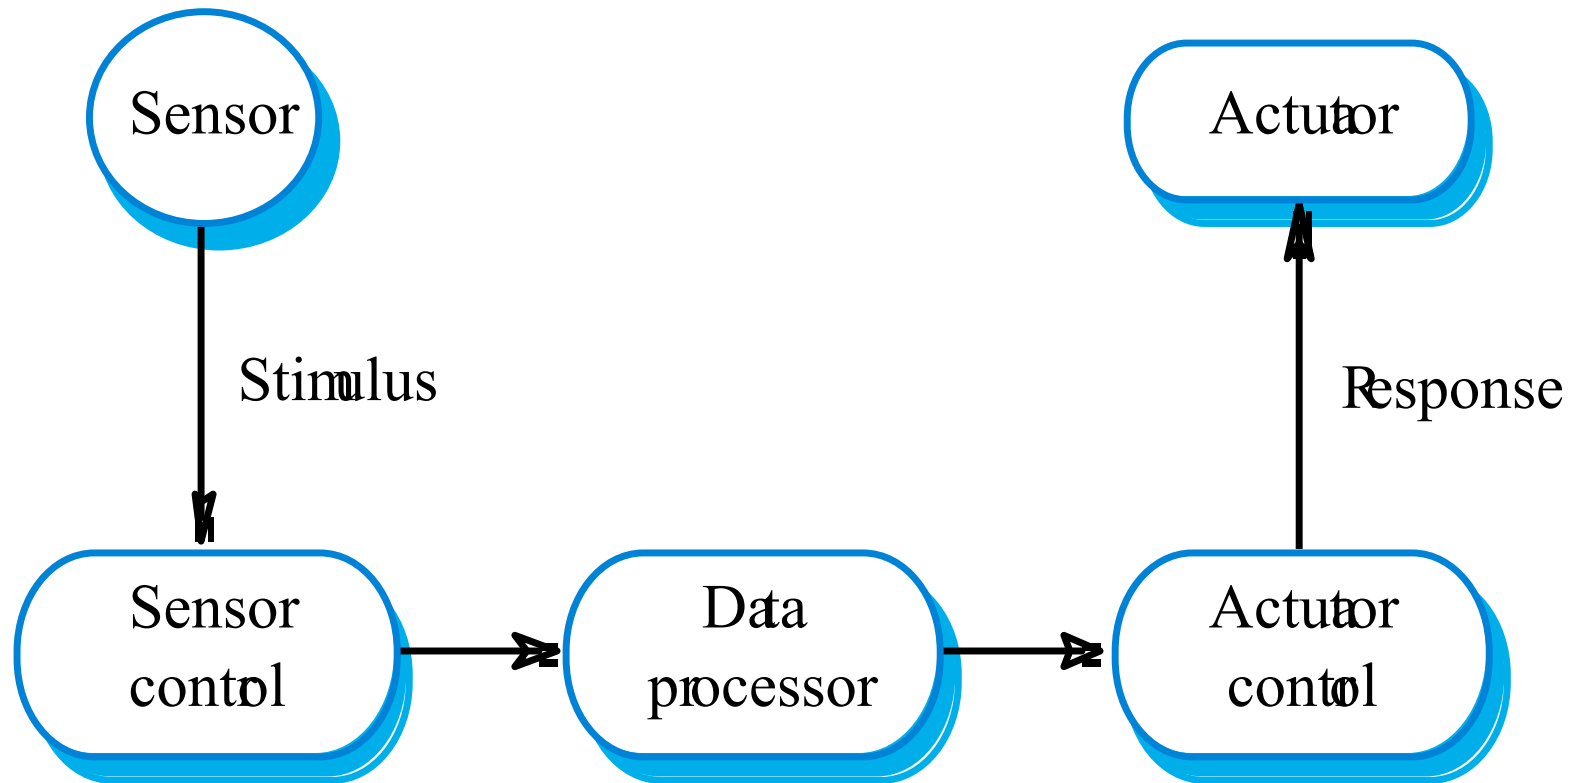 Sensor
Actuator
Stimulus
Response
Sensor
control
Data
processor
Actuator
control